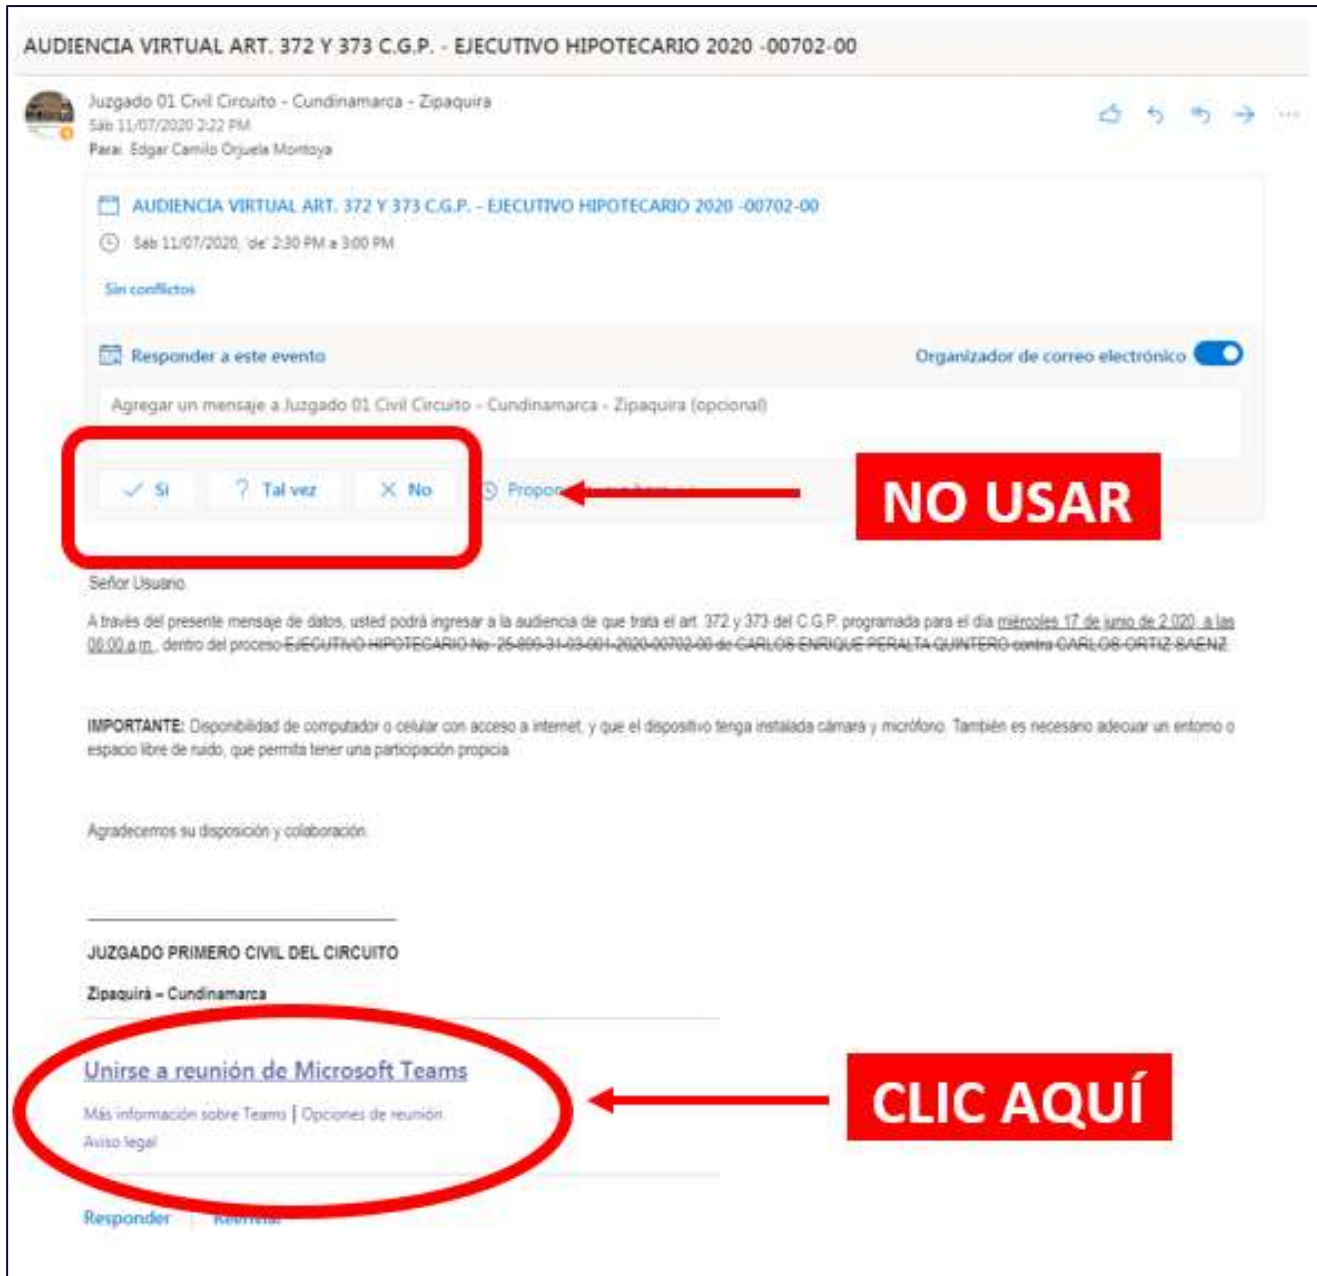 AUDIENCIA VIRTUAL ART. 372 Y 373 C.G.P. - EJECUTIVO HIPOTECARIO 2020 -00702-00
Juzgado 01 Civil Circuito - Cundinamarca - Zipaquira
Sáb 11/07/2020 2:22 PM
Para: Edgar Camilo Orjuela Montoya
AUDIENCIA VIRTUAL ART. 372 Y 373 C.G.P. - EJECUTIVO HIPOTECARIO 2020 -00702-00
Sáb 11/07/2020, 'de' 2:30 PM a 3:00 PM
Sin conflictos
Responder a este evento
Organizador de correo electrónico
Agregar un mensaje a Juzgado 01 Civil Circuito - Cundinamarca - Zipaquira (opcional)
Sí ? Tal vez No
NO USAR
Señor Usuario.
A través del presente mensaje de datos, usted podrá ingresar a la audiencia de que trata el art. 372 y 373 del C.G.P. programada para el día miércoles 17 de junio de 2.020, a las
08:00 a.m., dentro del proceso EJECUTIVO HIPOTECARIO No. 25-899-31-03-001-2020-00702-00 de CARLOS ENRIQUE PERALTA QUINTERO contra CARLOS ORTIZ SAENZ.
IMPORTANTE: Disponibilidad de computador o celular con acceso a internet, y que el dispositivo tenga instalada cámara y micrófono. También es necesario adecuar un entorno o
espacio libre de ruido, que permita tener una participación propicia
Agradecemos su disposición y colaboración.
JUZGADO PRIMERO CIVIL DEL CIRCUITO
Zipaquirá – Cundinamarca
Unirse a reunión de Microsoft Teams
Más información sobre Teams | Opciones de reunión
Aviso legal
CLIC AQUÍ
Responder Reenviar